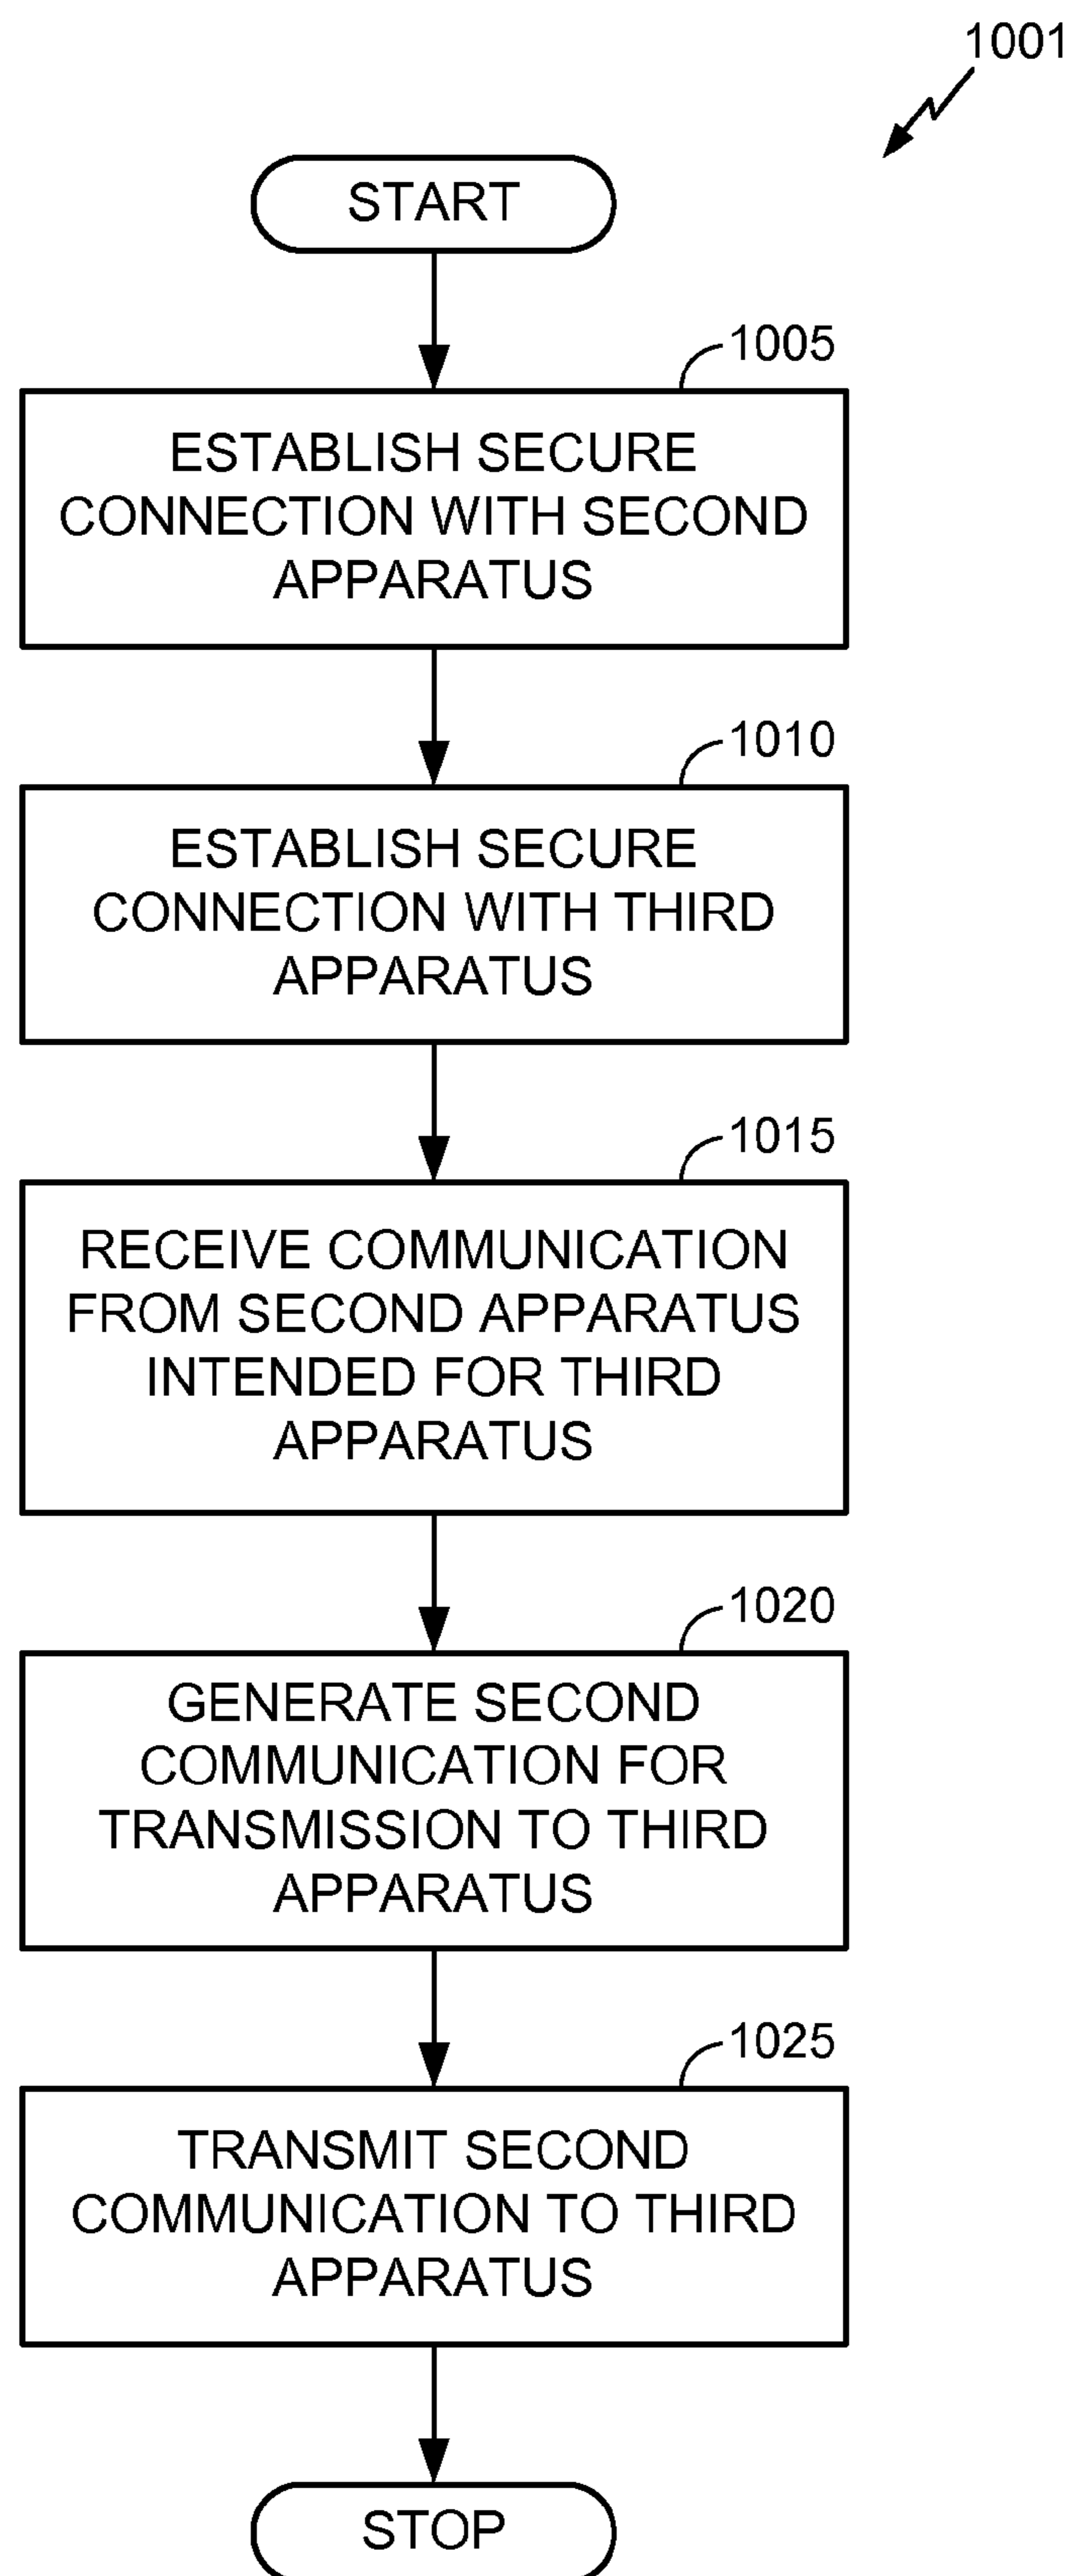 1001
START
1005
ESTABLISH SECURE
CONNECTION WITH SECOND
APPARATUS
1010
ESTABLISH SECURE
CONNECTION WITH THIRD
APPARATUS
1015
RECEIVE COMMUNICATION
FROM SECOND APPARATUS
INTENDED FOR THIRD
APPARATUS
1020
GENERATE SECOND
COMMUNICATION FOR
TRANSMISSION TO THIRD
APPARATUS
1025
TRANSMIT SECOND
COMMUNICATION TO THIRD
APPARATUS
STOP